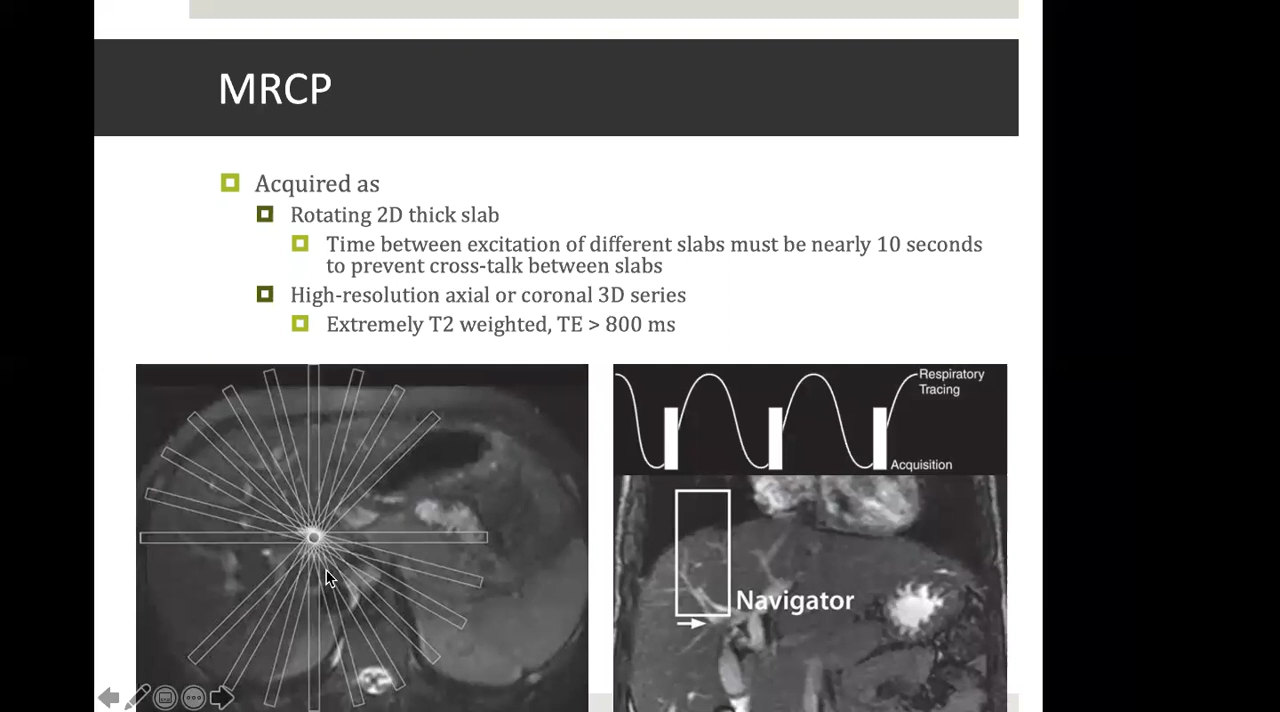 MRCP
Acquired as
Rotating 2D thick slab
Time between excitation of different slabs must be nearly 10 seconds
to prevent cross-talk between slabs
High-resolution axial or coronal 3D series
Extremely T2 weighted, TE > 800 ms
Respiratory
Tracing
Acquisition
Navigator